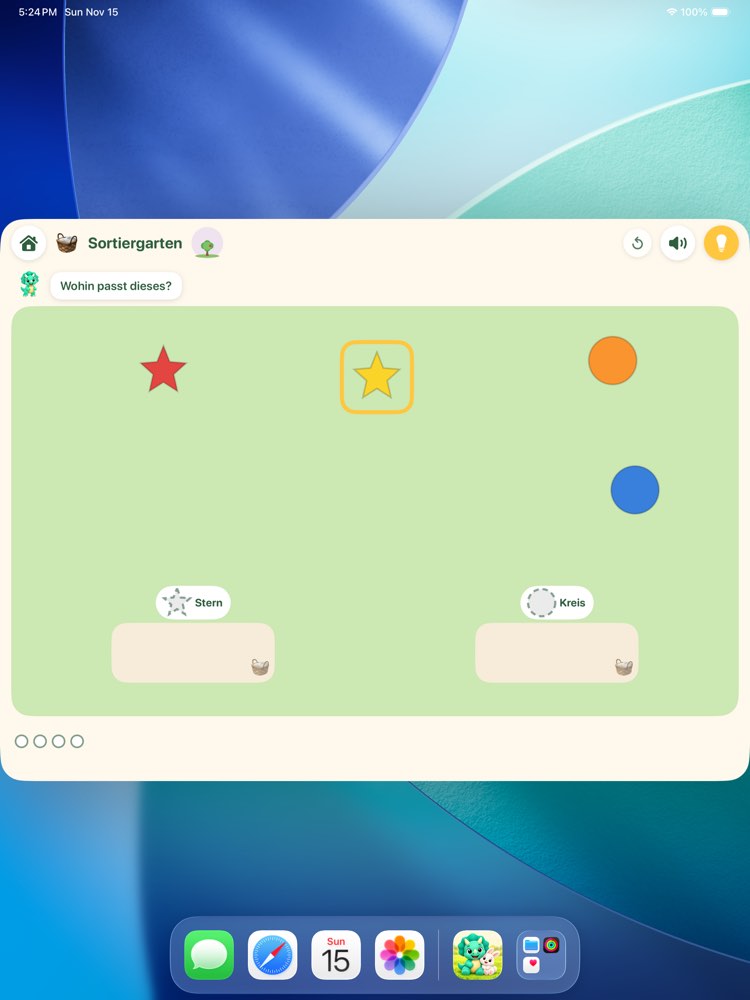 5:24 PM Sun Nov 15
100%
Sortiergarten
Wohin passt dieses?
Stern
Kreis
Sun
15